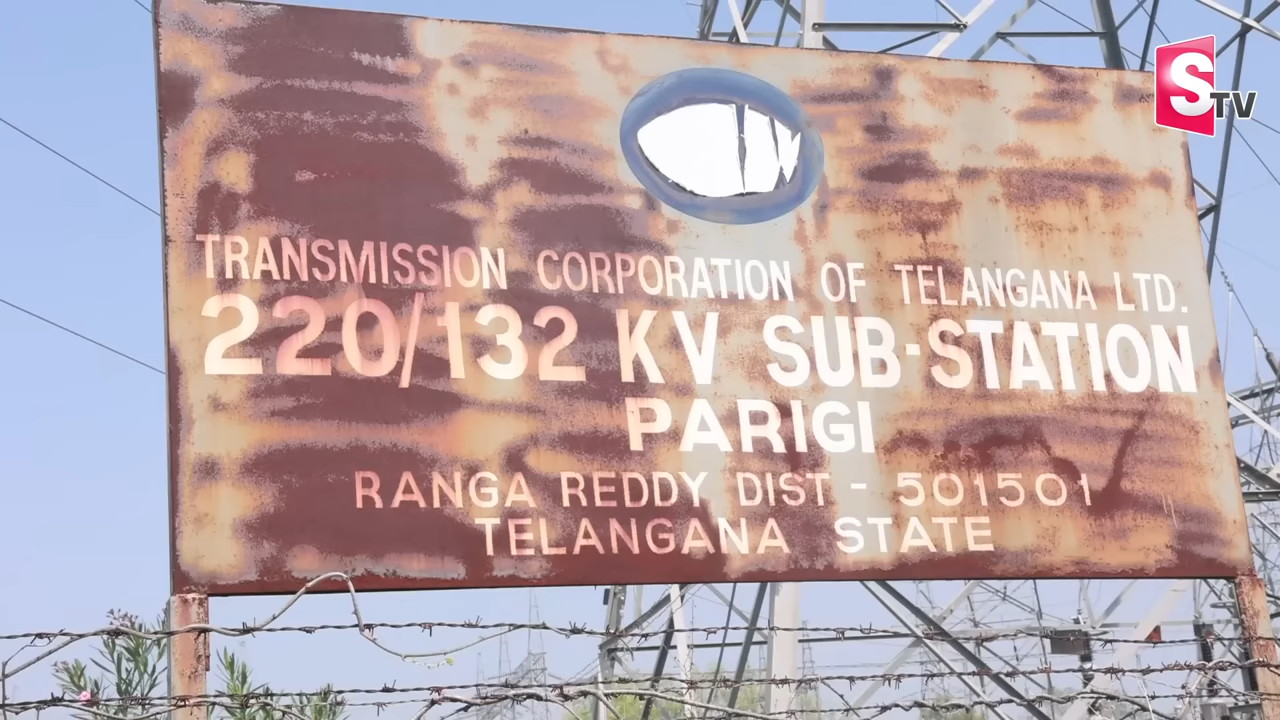 STV
TRANSMISSION CORPORATION OF TELANGANA LTD.
220/132 KV SUB-STATION
PARIGI
RANGA REDDY DIST - 501501
TELANGANA STATE